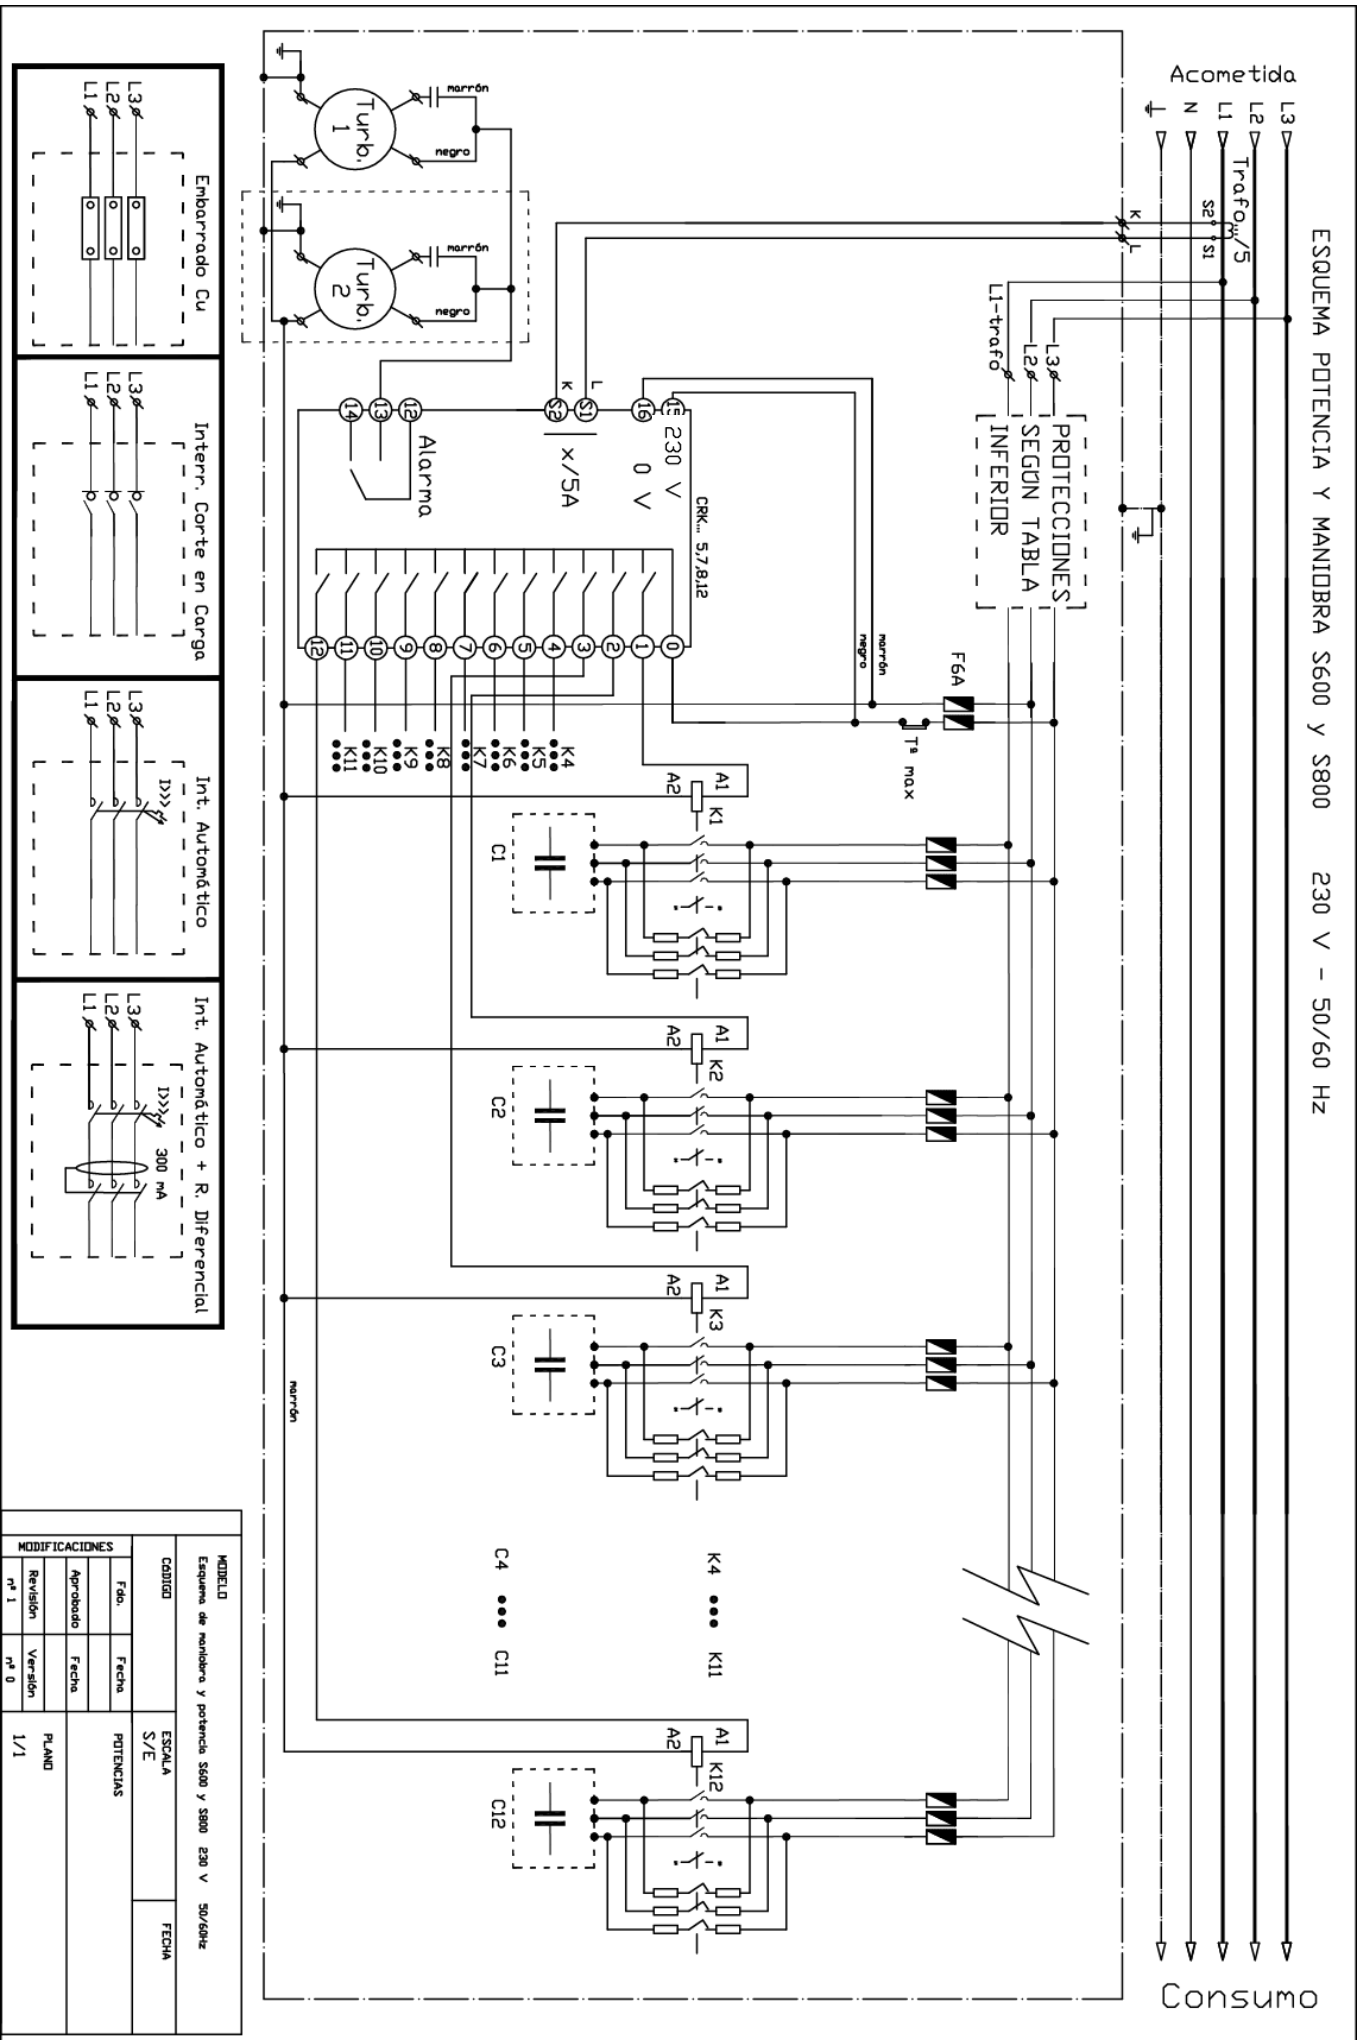 ESQUEMA POTENCIA Y MANIOBRA S600 y S800 230 V - 50/60 Hz
Acometida
L3
L2
L1
N
Trafo.../5
S2
S1
K
L
Consumo
L3
L2
L1-trafo
PROTECCIONES
SEGÚN TABLA
INFERIOR
F6A
Tª max
marrón
negro
Turb.
1
marrón
negro
Turb.
2
marrón
negro
K
L
14
13
12
S2
S1
16
15
Alarma
x/5A
230 V
0 V
CRK... 5,7,8,12
12
11
10
9
8
7
6
5
4
3
2
1
0
K11
K10
K9
K8
K7
K6
K5
K4
A1
A2
K1
C1
A1
A2
K2
C2
A1
A2
K3
C3
K4 ••• K11
C4 ••• C11
A1
A2
K12
C12
marrón
Embarrado Cu
L3
L2
L1
Interr. Corte en Carga
L3
L2
L1
Int. Automático
L3
L2
L1
I>>>
Int. Automático + R. Diferencial
L3
L2
L1
I>>>
300 mA
MODELO
Esquema de maniobra y potencia S600 y S800 230 V 50/60Hz
CóDIGO
ESCALA
S/E
FECHA
MODIFICACIONES
Fdo.
Fecha
POTENCIAS
Aprobado
Fecha
Revisión
Versión
PLANO
nº 1
nº 0
1/1